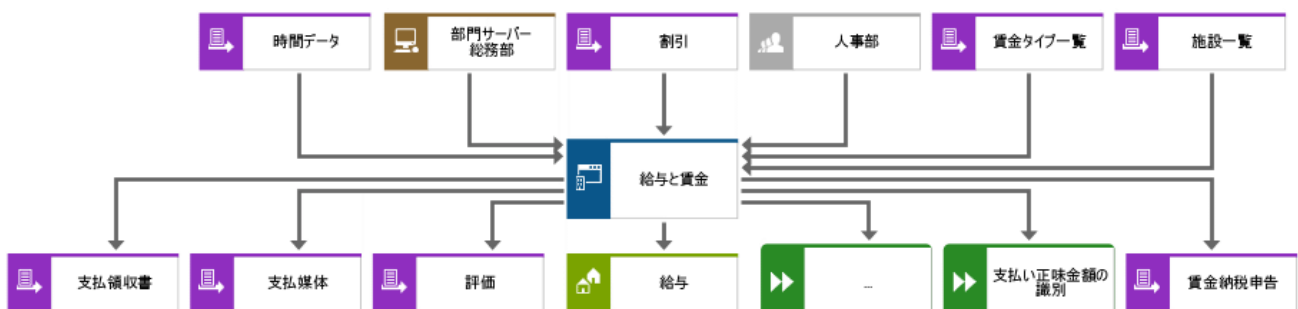 時間データ
部門サーバー
総務部
割引
人事部
賃金タイプ一覧
施設一覧
給与と賃金
支払領収書
支払媒体
評価
給与
...
支払い正味金額の
識別
賃金納税申告